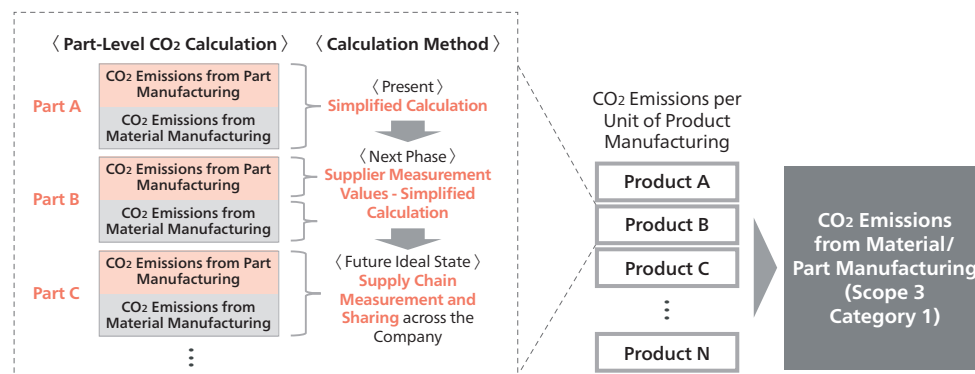 〈 Part-Level CO2 Calculation 〉
〈 Calculation Method 〉
Part A
CO2 Emissions from Part
Manufacturing
CO2 Emissions from
Material Manufacturing
Part B
CO2 Emissions from Part
Manufacturing
CO2 Emissions from
Material Manufacturing
Part C
CO2 Emissions from Part
Manufacturing
CO2 Emissions from
Material Manufacturing
〈 Present 〉
Simplified Calculation
〈 Next Phase 〉
Supplier Measurement
Values - Simplified
Calculation
〈 Future Ideal State 〉
Supply Chain
Measurement and
Sharing across the
Company
CO2 Emissions per
Unit of Product
Manufacturing
Product A
Product B
Product C
Product N
CO2 Emissions
from Material/
Part Manufacturing
(Scope 3
Category 1)